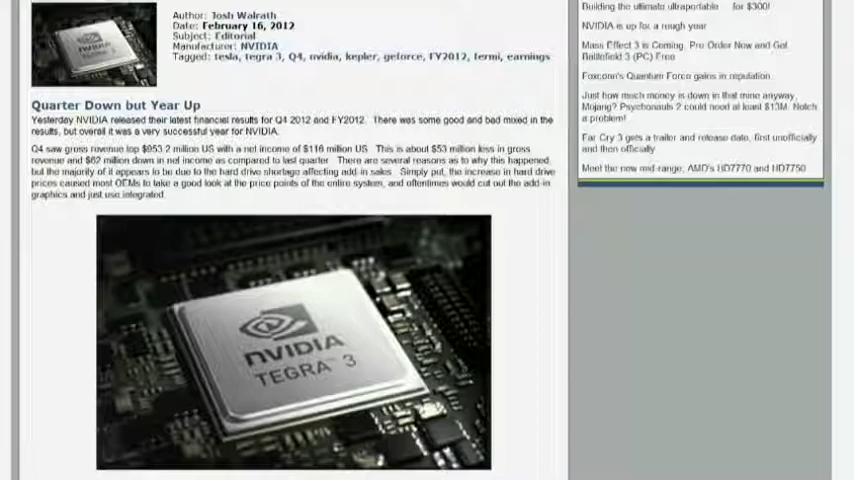 Author: Josh Walrath
Date: February 16, 2012
Subject: Editorial
Manufacturer: NVIDIA
Tagged: tesla, tegra 3, Q4, nvidia, kepler, geforce, FY2012, fermi, earnings
Quarter Down but Year Up
Yesterday NVIDIA released their latest financial results for Q4 2012 and FY2012. There was some good and bad mixed in the
results, but overall it was a very successful year for NVIDIA.
Q4 saw gross revenue top $953.2 million US with a net income of $116 million US. This is about $53 million less in gross
revenue and $62 million down in net income as compared to last quarter. There are several reasons as to why this happened,
but the majority of it appears to be due to the hard drive shortage affecting add-in sales. Simply put, the increase in hard drive
prices caused most OEMs to take a good look at the price points of the entire system, and oftentimes would cut out the add-in
graphics and just use integrated.
NVIDIA
TEGRA 3
Building the ultimate ultraportable for $300!
NVIDIA is up for a rough year
Mass Effect 3 is Coming, Pre Order Now and Get
Battlefield 3 (PC) Free
Foxconn's Quantum Force gains in reputation
Just how much money is down in that mine anyway,
Mojang? Psychonauts 2 could need at least $13M. Notch
a problem!
Far Cry 3 gets a trailer and release date, first unofficially
and then officially
Meet the new mid-range, AMD's HD7770 and HD7750